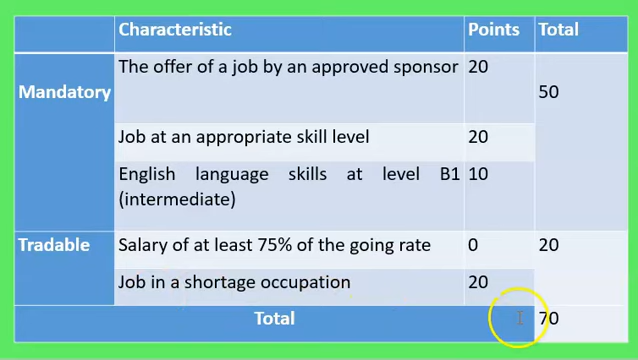 Characteristic Points Total
Mandatory The offer of a job by an approved sponsor 20 50
Job at an appropriate skill level 20
English language skills at level B1 10
(intermediate)
Tradable Salary of at least 75% of the going rate 0 20
Job in a shortage occupation 20
Total 70